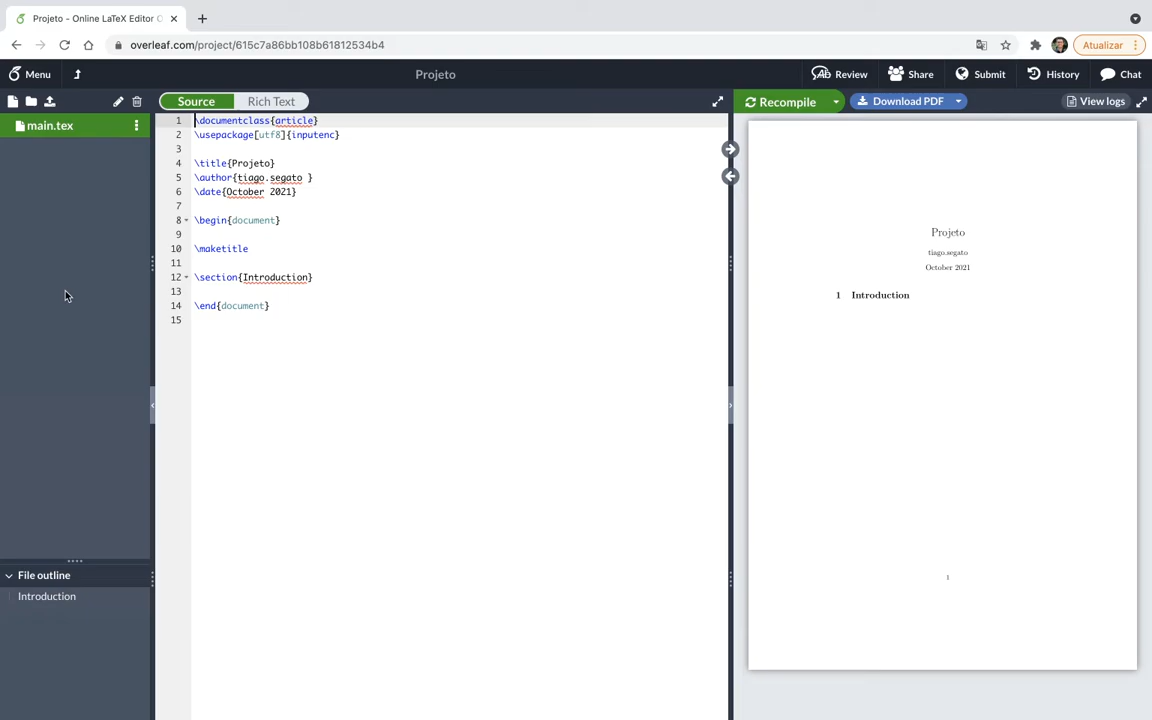 Projeto - Online LaTeX Editor O
overleaf.com/project/615c7a86bb108b61812534b4
Atualizar
Menu
Projeto
Review
Share
Submit
History
Chat
Source
Rich Text
Recompile
Download PDF
View logs
main.tex
1 \documentclass{article}
2 \usepackage[utf8]{inputenc}
3
4 \title{Projeto}
5 \author{tiago.segato }
6 \date{October 2021}
7
8 \begin{document}
9
10 \maketitle
11
12 \section{Introduction}
13
14 \end{document}
15
File outline
Introduction
Projeto
tiago.segato
October 2021
1 Introduction
1